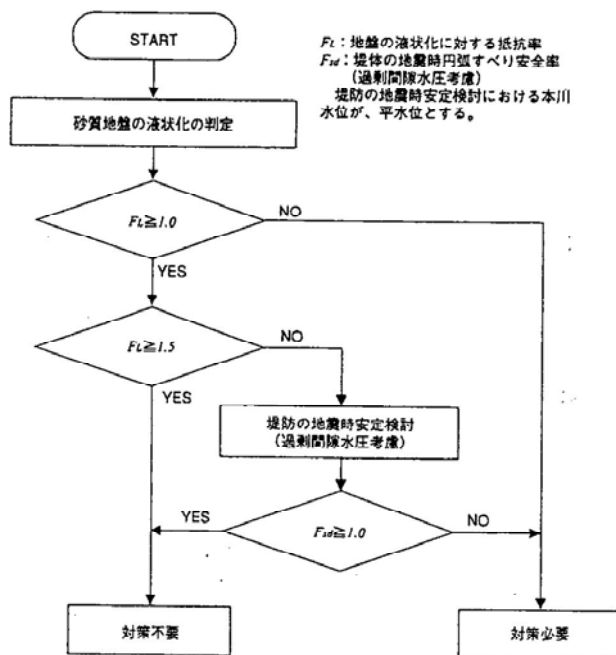 START
FL：地盤の液状化に対する抵抗率
Fsd：堤体の地震時円弧すべり安全率
（過剰間隙水圧考慮）
堤防の地震時安定検討における本川
水位が、平水位とする。
砂質地盤の液状化の判定
FL≧1.0
NO
YES
FL≧1.5
NO
YES
堤防の地震時安定検討
（過剰間隙水圧考慮）
YES
Fsd≧1.0
NO
対策不要
対策必要